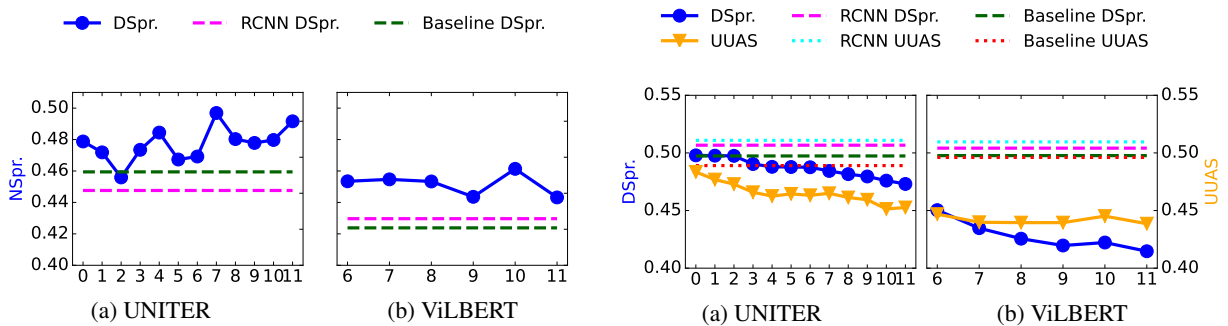 DSpr. RCNN DSpr. Baseline DSpr.
NSpr.
0.50
0.48
0.46
0.44
0.42
0.40
0 1 2 3 4 5 6 7 8 9 10 11
6 7 8 9 10 11
(a) UNITER
(b) ViLBERT
DSpr. RCNN DSpr. Baseline DSpr.
UUAS RCNN UUAS Baseline UUAS
DSpr.
0.55
0.50
0.45
0.40
0 1 2 3 4 5 6 7 8 9 10 11
6 7 8 9 10 11
0.55
0.50
0.45
0.40
UUAS
(a) UNITER
(b) ViLBERT